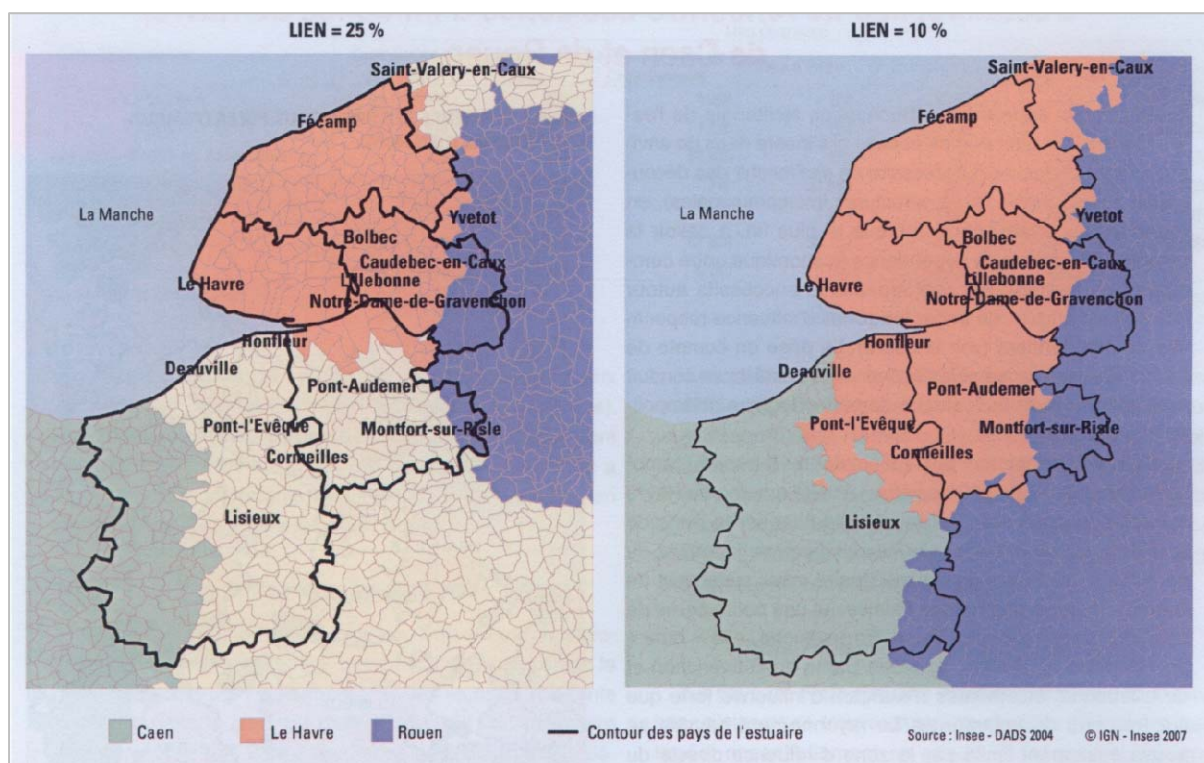 LIEN = 25 %
Saint-Valery-en-Caux
Fécamp
La Manche
Yvetot
Bolbec
Caudebec-en-Caux
Lillebonne
Le Havre
Notre-Dame-de-Gravenchon
Honfleur
Deauville
Pont-Audemer
Pont-l'Evêque
Montfort-sur-Risle
Cormeilles
Lisieux
LIEN = 10 %
Saint-Valery-en-Caux
Fécamp
La Manche
Yvetot
Bolbec
Caudebec-en-Caux
Lillebonne
Le Havre
Notre-Dame-de-Gravenchon
Honfleur
Deauville
Pont-Audemer
Pont-l'Evêque
Montfort-sur-Risle
Cormeilles
Lisieux
Caen
Le Havre
Rouen
Contour des pays de l'estuaire
Source : Insee - DADS 2004 © IGN - Insee 2007